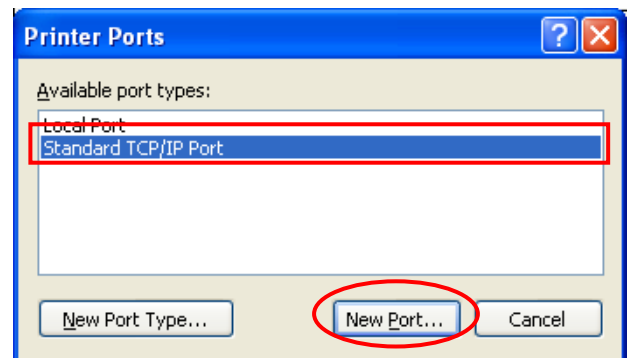 Printer Ports
Available port types:
Local Port
Standard TCP/IP Port
New Port Type... New Port... Cancel